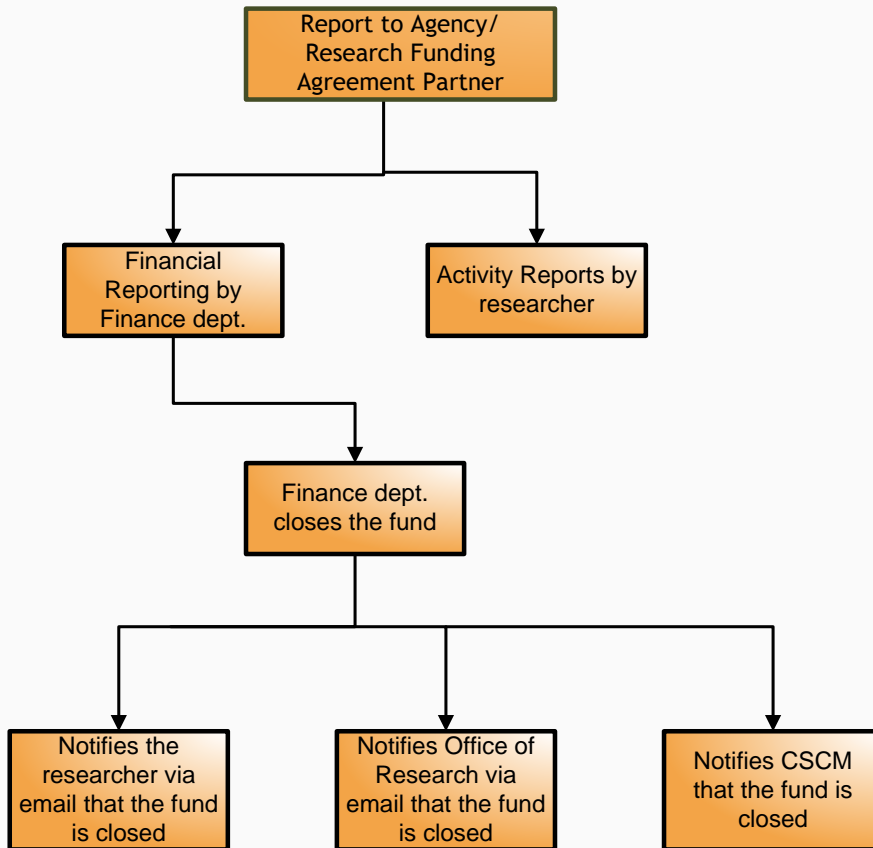 Report to Agency/
Research Funding
Agreement Partner
Financial
Reporting by
Finance dept.
Activity Reports by
researcher
Finance dept.
closes the fund
Notifies the
researcher via
email that the fund
is closed
Notifies Office of
Research via
email that the fund
is closed
Notifies CSCM
that the fund is
closed